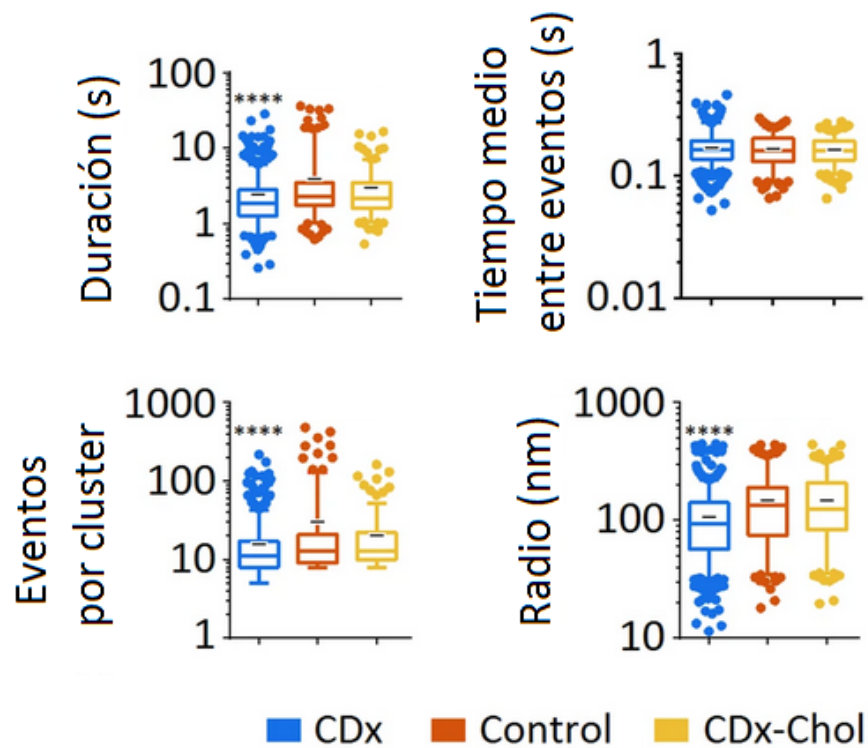 Duración (s)
100
10
1
0.1
****
Tiempo medio
entre eventos (s)
1
0.1
0.01
Eventos
por cluster
1000
100
10
1
****
Radio (nm)
1000
100
10
****
CDx Control CDx-Chol